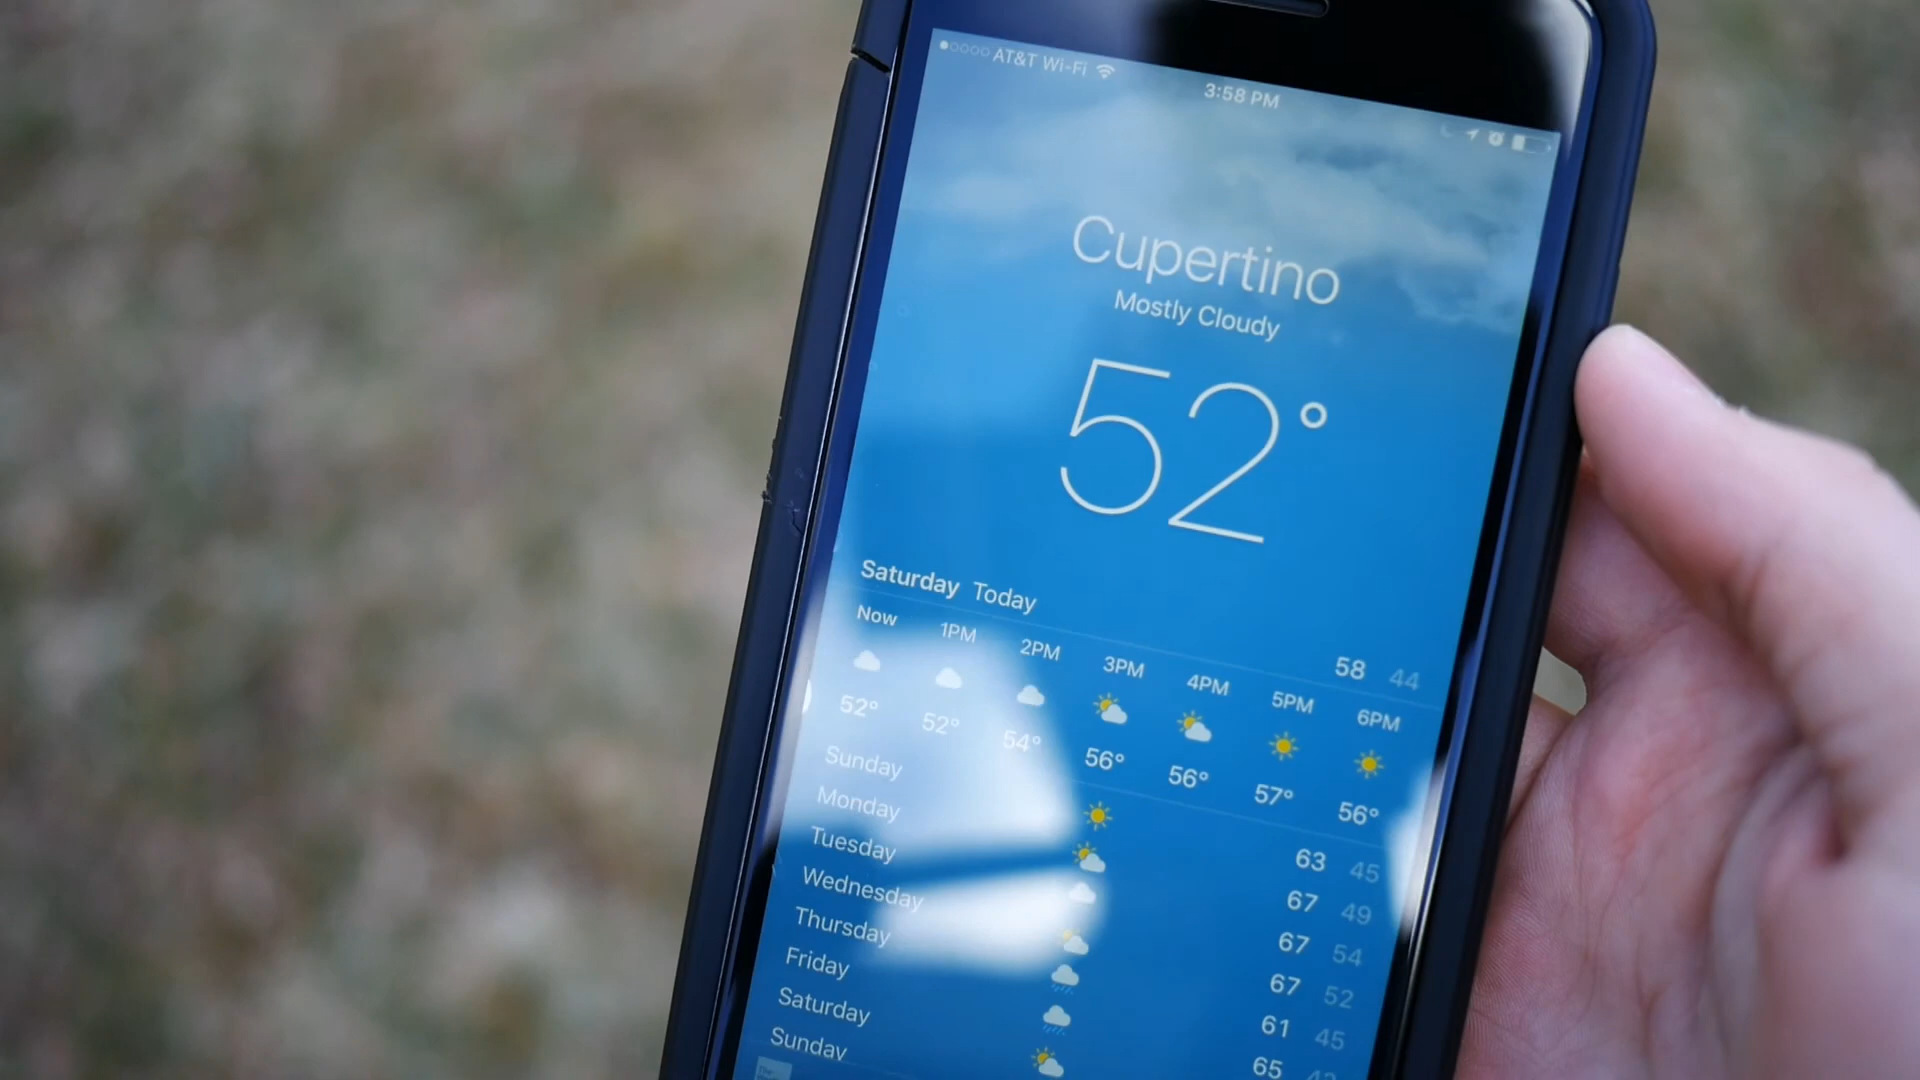 AT&T Wi-Fi 3:58 PM
Cupertino
Mostly Cloudy
52°
Saturday Today 58 44
Now 1PM 2PM 3PM 4PM 5PM 6PM
52° 52° 54° 56° 56° 57° 56°
Sunday 63 45
Monday 67 49
Tuesday 67 54
Wednesday 67 52
Thursday 61 45
Friday 65
Saturday
Sunday